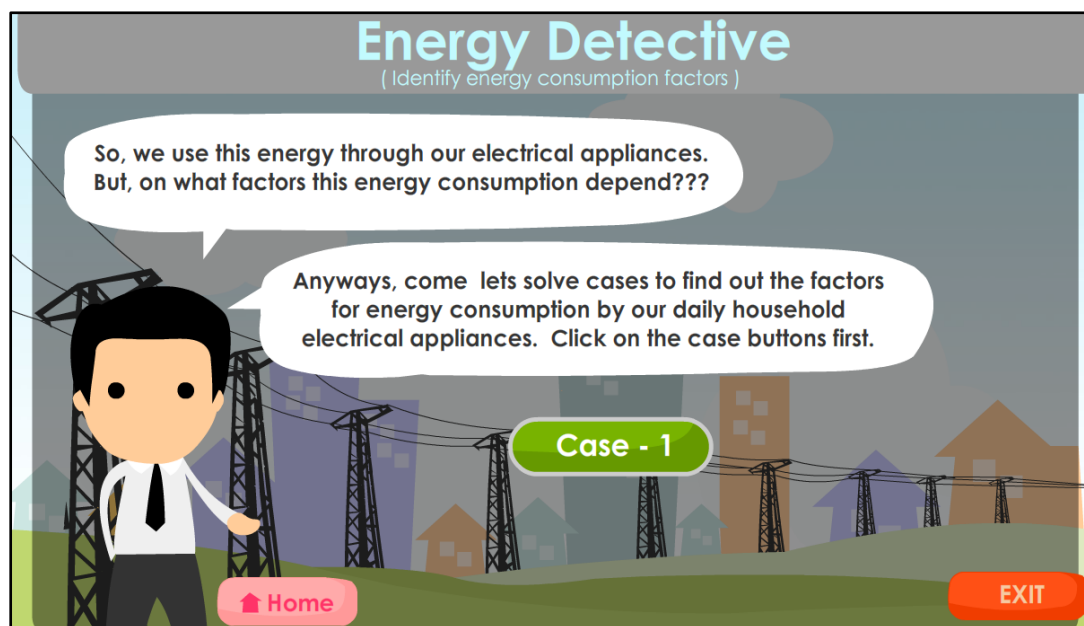 Energy Detective
( Identify energy consumption factors )
So, we use this energy through our electrical appliances.
But, on what factors this energy consumption depend???
Anyways, come  lets solve cases to find out the factors
for energy consumption by our daily household
electrical appliances.  Click on the case buttons first.
Case - 1
Home
EXIT